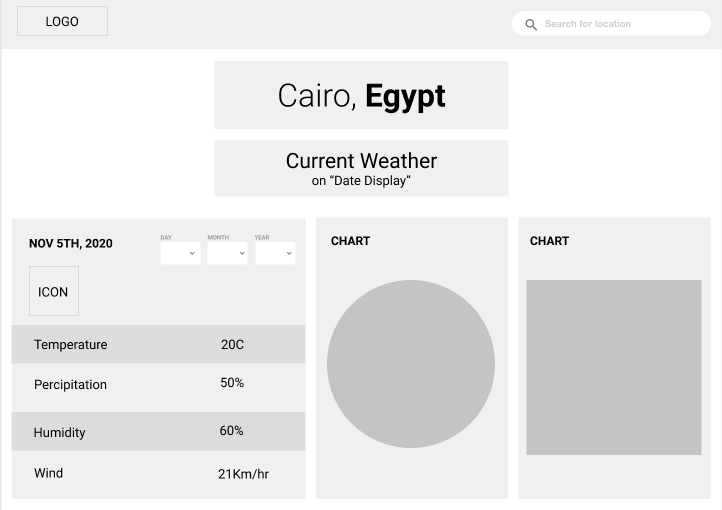 LOGO
Search for location
Cairo, Egypt
Current Weather
on “Date Display”
NOV 5TH, 2020
DAY
MONTH
YEAR
ICON
Temperature 20C
Percipitation 50%
Humidity 60%
Wind 21Km/hr
CHART
CHART